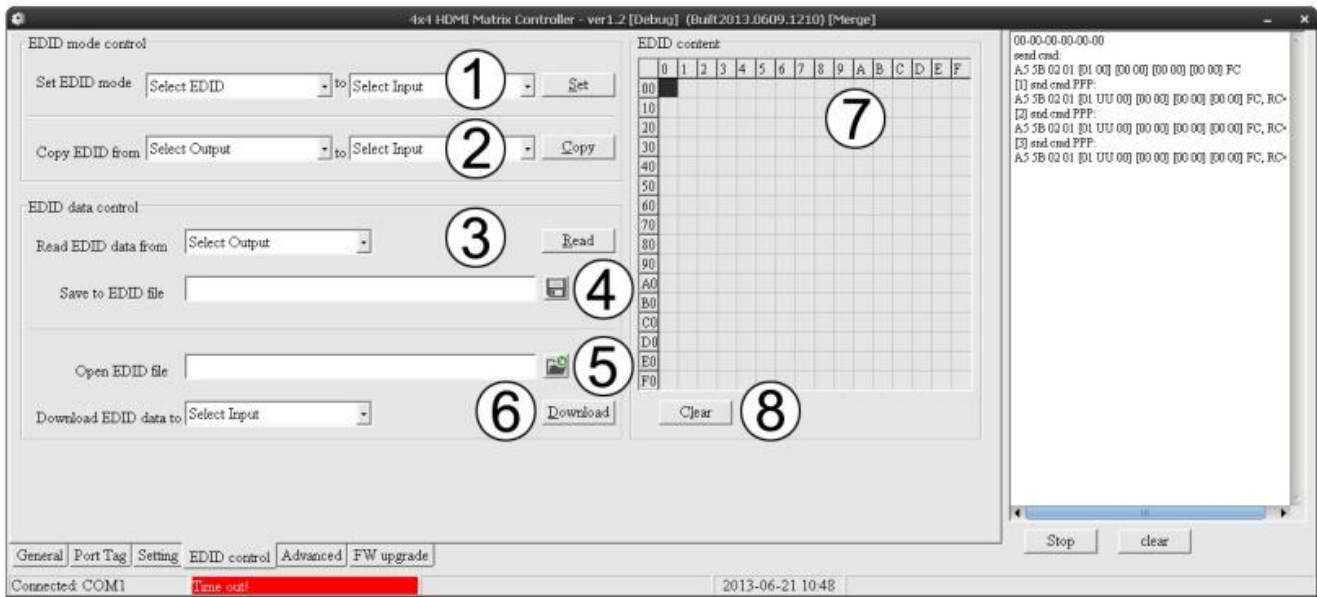 4x4 HDMI Matrix Controller - ver1.2 [Debug] (Built2013.0609.1210) [Merge]
EDID mode control
Set EDID mode Select EDID to Select Input 1 Set
Copy EDID from Select Output to Select Input 2 Copy
EDID data control
Read EDID data from Select Output 3 Read
Save to EDID file 4
Open EDID file 5
Download EDID data to Select Input 6 Download
EDID content
0 1 2 3 4 5 6 7 8 9 A B C D E F
00
10
20
30
40
50
60
70
80
90
A0
B0
C0
D0
E0
F0
7
Clear 8
00-00-00-00-00-00
send cmd:
A5 5B 02 01 [01 00] [00 00] [00 00] [00 00] FC
[1] snd cmd PPP:
A5 5B 02 01 [01 UU 00] [00 00] [00 00] [00 00] FC, RC
[2] snd cmd PPP:
A5 5B 02 01 [01 UU 00] [00 00] [00 00] [00 00] FC, RC
[3] snd cmd PPP:
A5 5B 02 01 [01 UU 00] [00 00] [00 00] [00 00] FC, RC
Stop clear
General Port Tag Setting EDID control Advanced FW upgrade
Connected: COM1 Time out! 2013-06-21 10:48